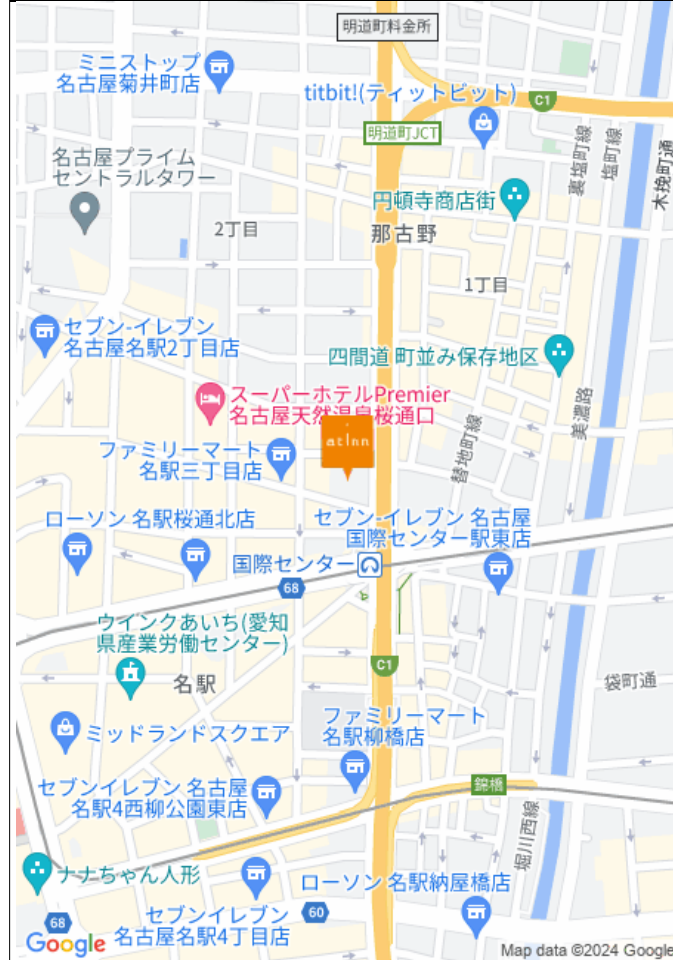 明道町料金所
ミニストップ
名古屋菊井町店
titbit!(ティットビット)
C1
明道町JCT
裏塩町線
塩町線
木挽町通
名古屋プライム
セントラルタワー
円頓寺商店街
2丁目
那古野
1丁目
セブン-イレブン
名古屋名駅2丁目店
四間道 町並み保存地区
スーパーホテルPremier
名古屋天然温泉桜通口
atinn
美濃路
替地町線
ファミリーマート
名駅三丁目店
ローソン 名駅桜通北店
セブン-イレブン 名古屋
国際センター駅東店
国際センター
68
ウインクあいち(愛知
県産業労働センター)
C1
名駅
袋町通
ファミリーマート
名駅柳橋店
ミッドランドスクエア
セブンイレブン 名古屋
名駅4西柳公園東店
錦橋
堀川西線
ナナちゃん人形
ローソン 名駅納屋橋店
68
セブンイレブン
名古屋名駅4丁目店
60
Google
Map data ©2024 Google